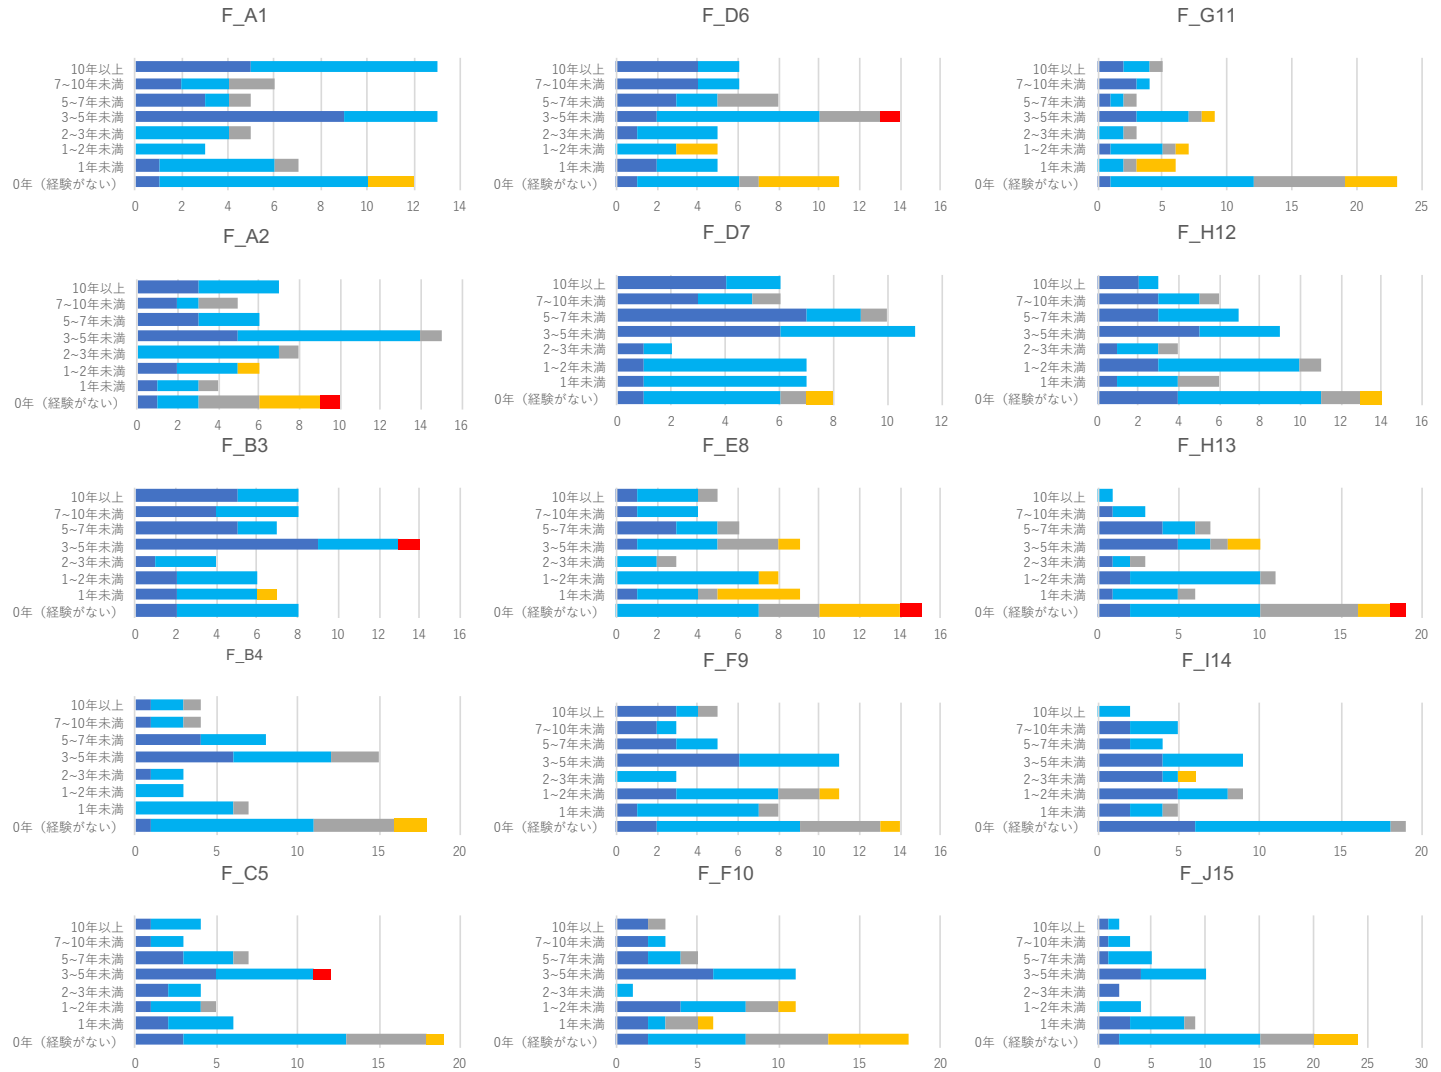 F_A1
10年以上
7~10年未満
5~7年未満
3~5年未満
2~3年未満
1~2年未満
1年未満
0年（経験がない）
0 2 4 6 8 10 12 14
F_A2
10年以上
7~10年未満
5~7年未満
3~5年未満
2~3年未満
1~2年未満
1年未満
0年（経験がない）
0 2 4 6 8 10 12 14 16
F_B3
10年以上
7~10年未満
5~7年未満
3~5年未満
2~3年未満
1~2年未満
1年未満
0年（経験がない）
0 2 4 6 8 10 12 14 16
F_B4
10年以上
7~10年未満
5~7年未満
3~5年未満
2~3年未満
1~2年未満
1年未満
0年（経験がない）
0 5 10 15 20
F_C5
10年以上
7~10年未満
5~7年未満
3~5年未満
2~3年未満
1~2年未満
1年未満
0年（経験がない）
0 5 10 15 20
F_D6
10年以上
7~10年未満
5~7年未満
3~5年未満
2~3年未満
1~2年未満
1年未満
0年（経験がない）
0 2 4 6 8 10 12 14 16
F_D7
10年以上
7~10年未満
5~7年未満
3~5年未満
2~3年未満
1~2年未満
1年未満
0年（経験がない）
0 2 4 6 8 10 12
F_E8
10年以上
7~10年未満
5~7年未満
3~5年未満
2~3年未満
1~2年未満
1年未満
0年（経験がない）
0 2 4 6 8 10 12 14 16
F_F9
10年以上
7~10年未満
5~7年未満
3~5年未満
2~3年未満
1~2年未満
1年未満
0年（経験がない）
0 2 4 6 8 10 12 14 16
F_F10
10年以上
7~10年未満
5~7年未満
3~5年未満
2~3年未満
1~2年未満
1年未満
0年（経験がない）
0 5 10 15 20
F_G11
10年以上
7~10年未満
5~7年未満
3~5年未満
2~3年未満
1~2年未満
1年未満
0年（経験がない）
0 5 10 15 20 25
F_H12
10年以上
7~10年未満
5~7年未満
3~5年未満
2~3年未満
1~2年未満
1年未満
0年（経験がない）
0 2 4 6 8 10 12 14 16
F_H13
10年以上
7~10年未満
5~7年未満
3~5年未満
2~3年未満
1~2年未満
1年未満
0年（経験がない）
0 5 10 15 20
F_I14
10年以上
7~10年未満
5~7年未満
3~5年未満
2~3年未満
1~2年未満
1年未満
0年（経験がない）
0 5 10 15 20
F_J15
10年以上
7~10年未満
5~7年未満
3~5年未満
2~3年未満
1~2年未満
1年未満
0年（経験がない）
0 5 10 15 20 25 30